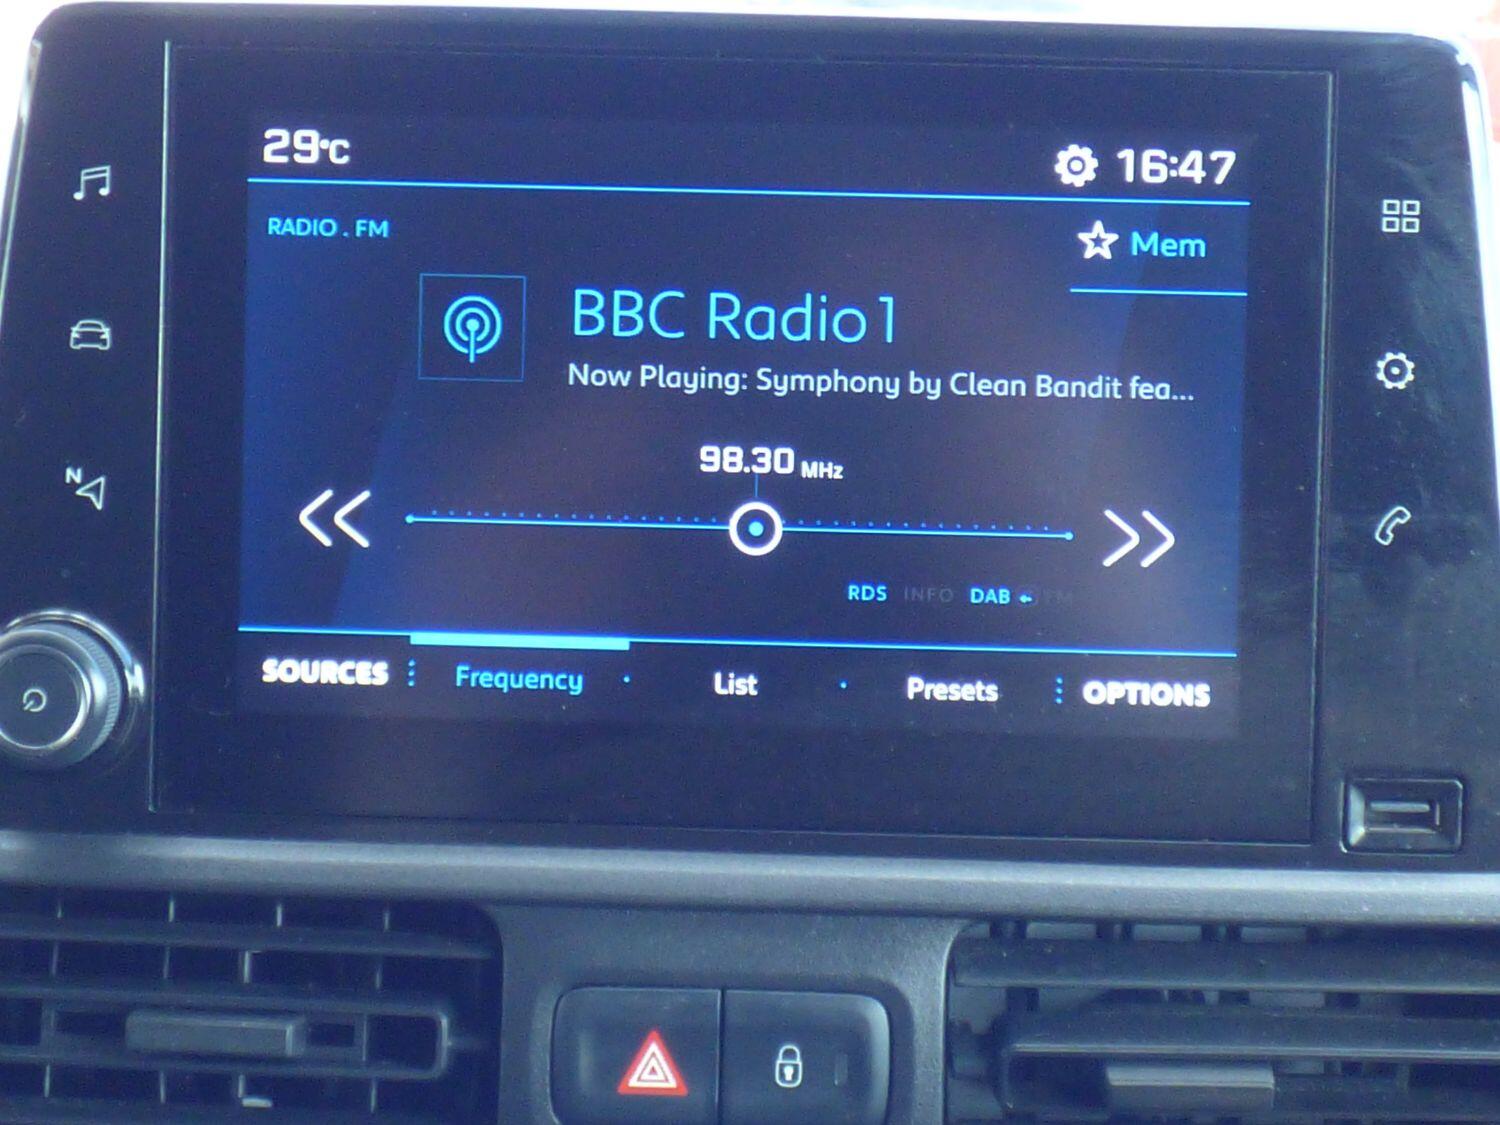 29°C
16:47
RADIO . FM
Mem
BBC Radio 1
Now Playing: Symphony by Clean Bandit fea...
N
98.30 MHz
RDS INFO DAB FM
SOURCES Frequency List Presets OPTIONS